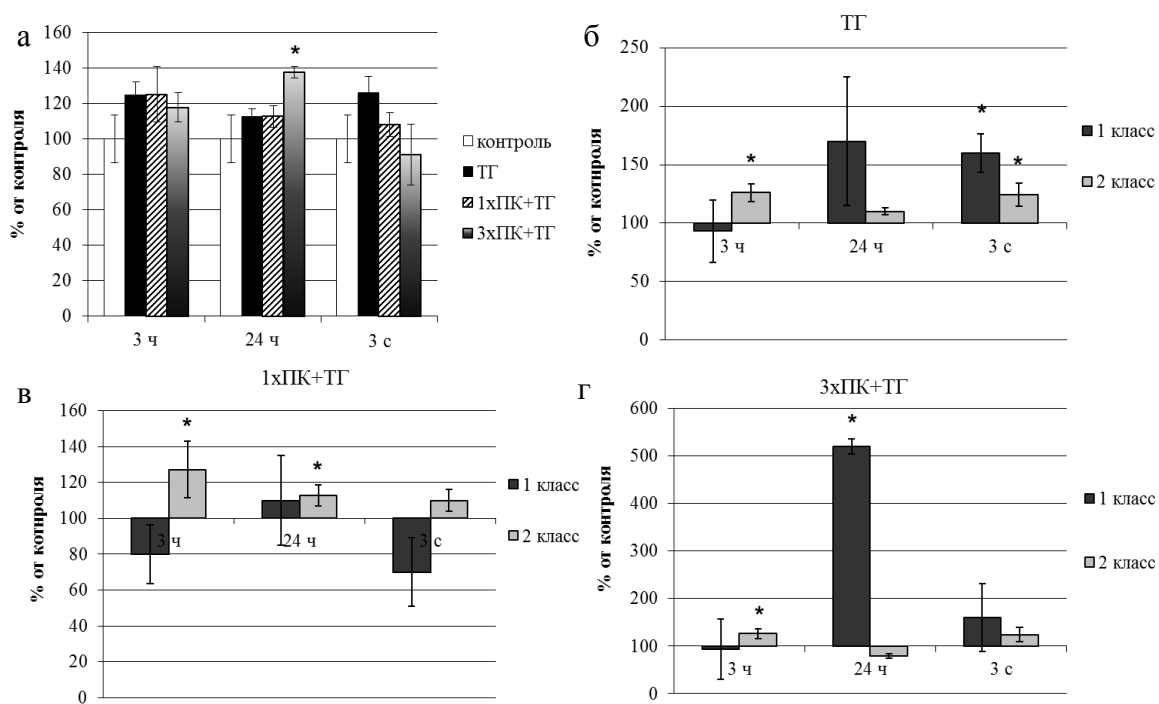 а
% от контроля
160
140
120
100
80
60
40
20
0
*
3 ч
24 ч
3 с
контроль
ТГ
1хПК+ТГ
3хПК+ТГ
б
ТГ
% от котнроля
250
200
150
100
50
0
*
*
*
3 ч
24 ч
3 с
1 класс
2 класс
в
1хПК+ТГ
% от котнроля
160
140
120
100
80
60
40
20
0
*
*
3 ч
24 ч
3 с
1 класс
2 класс
г
3хПК+ТГ
% от контроля
600
500
400
300
200
100
0
*
*
3 ч
24 ч
3 с
1 класс
2 класс